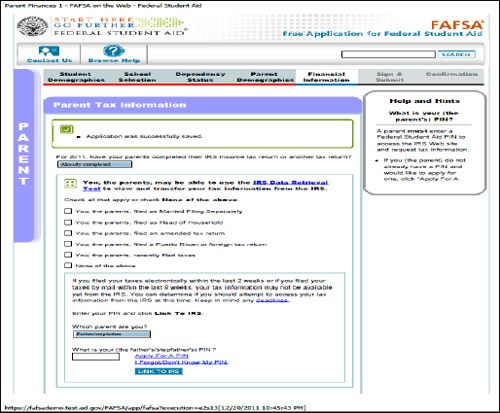 Parent Finances 1 - FAFSA on the Web - Federal Student Aid
START HERE
GO FURTHER
FEDERAL STUDENT AID
FAFSA
Free Application for Federal Student Aid
Contact Us
Browse Help
SEARCH
Student Demographics
School Selection
Dependency Status
Parent Demographics
Financial Information
Sign & Submit
Confirmation
PARENT
Parent Tax Information
Application was successfully saved.
For 2011, have your parents completed their IRS income tax return or another tax return?
Already completed
You, the parents, may be able to use the IRS Data Retrieval
Tool to view and transfer your tax information from the IRS.
Check all that apply or check None of the above.
You, the parents, filed as Married Filing Separately
You, the parents, filed as Head of Household
You, the parents, filed an amended tax return
You, the parents, filed a Puerto Rican or foreign tax return
You, the parents, recently filed taxes
None of the above
If you filed your taxes electronically within the last 2 weeks or if you filed your
taxes by mail within the last 8 weeks, your tax information may not be available
yet from the IRS. You can determine if you should attempt to access your tax
information from the IRS at this time. Keep in mind any deadlines.
Enter your PIN and click Link To IRS.
Which parent are you?
Father/stepfather
What is your (the father's/stepfather's) PIN?
Apply For A PIN
I Forgot/Don't Know My PIN
LINK TO IRS
Help and Hints
What is your (the
parent's) PIN?
A parent must enter a
Federal Student Aid PIN to
access the IRS Web site
and request tax information.
If you (the parent) do not
already have a PIN and
would like to apply for
one, click "Apply For A
https://fafsademo.test.ed.gov/FAFSA/app/fafsa?execution=e2s13[12/20/2011 10:45:43 PM]